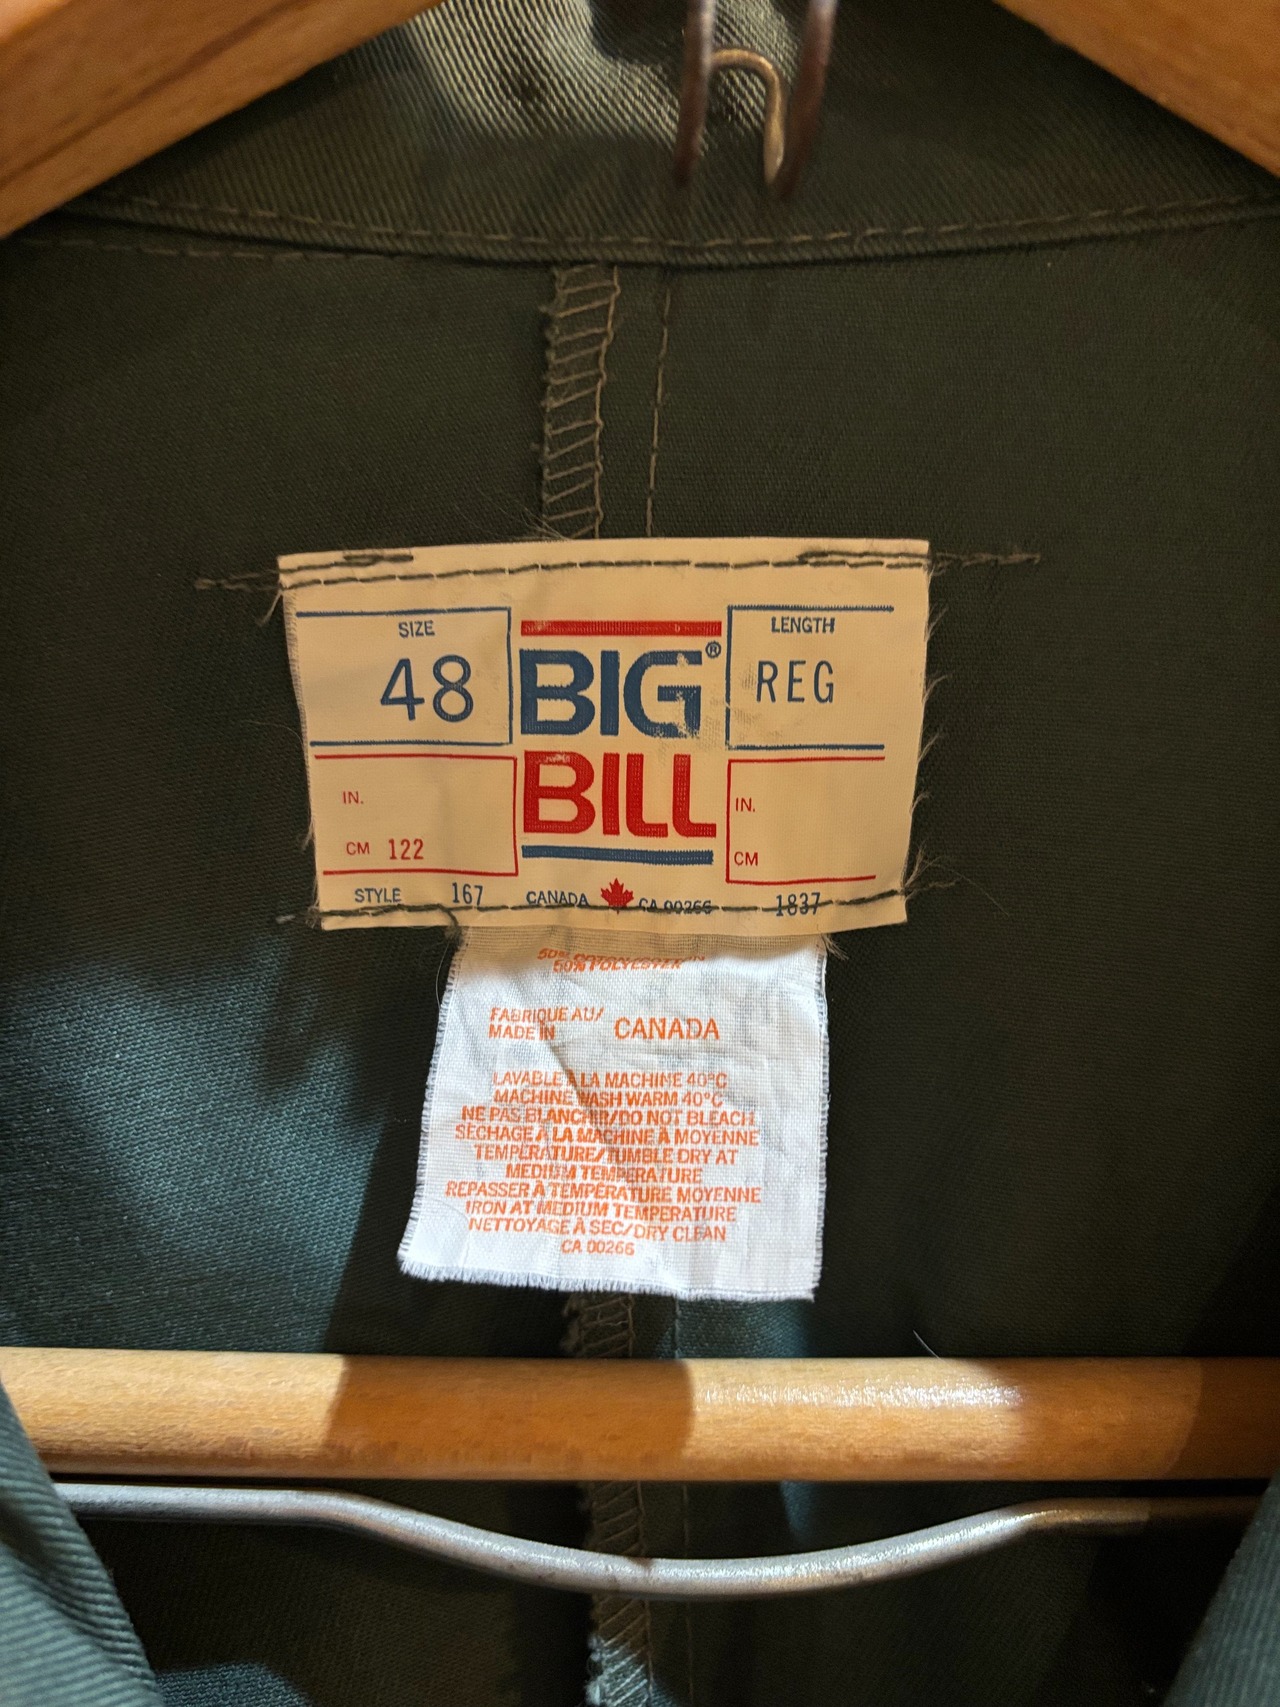 SIZE
48
BIG®
BILL
LENGTH
REG
IN.
CM 122
IN.
CM
STYLE 167 CANADA CA 00266 1837
50% POLYESTER
FABRIQUE AU/
MADE IN CANADA
LAVABLE À LA MACHINE 40°C
MACHINE WASH WARM 40°C
NE PAS BLANCHIR/DO NOT BLEACH
SÉCHAGE À LA MACHINE À MOYENNE
TEMPÉRATURE/TUMBLE DRY AT
MEDIUM TEMPERATURE
REPASSER À TEMPÉRATURE MOYENNE
IRON AT MEDIUM TEMPERATURE
NETTOYAGE À SEC/DRY CLEAN
CA 00266